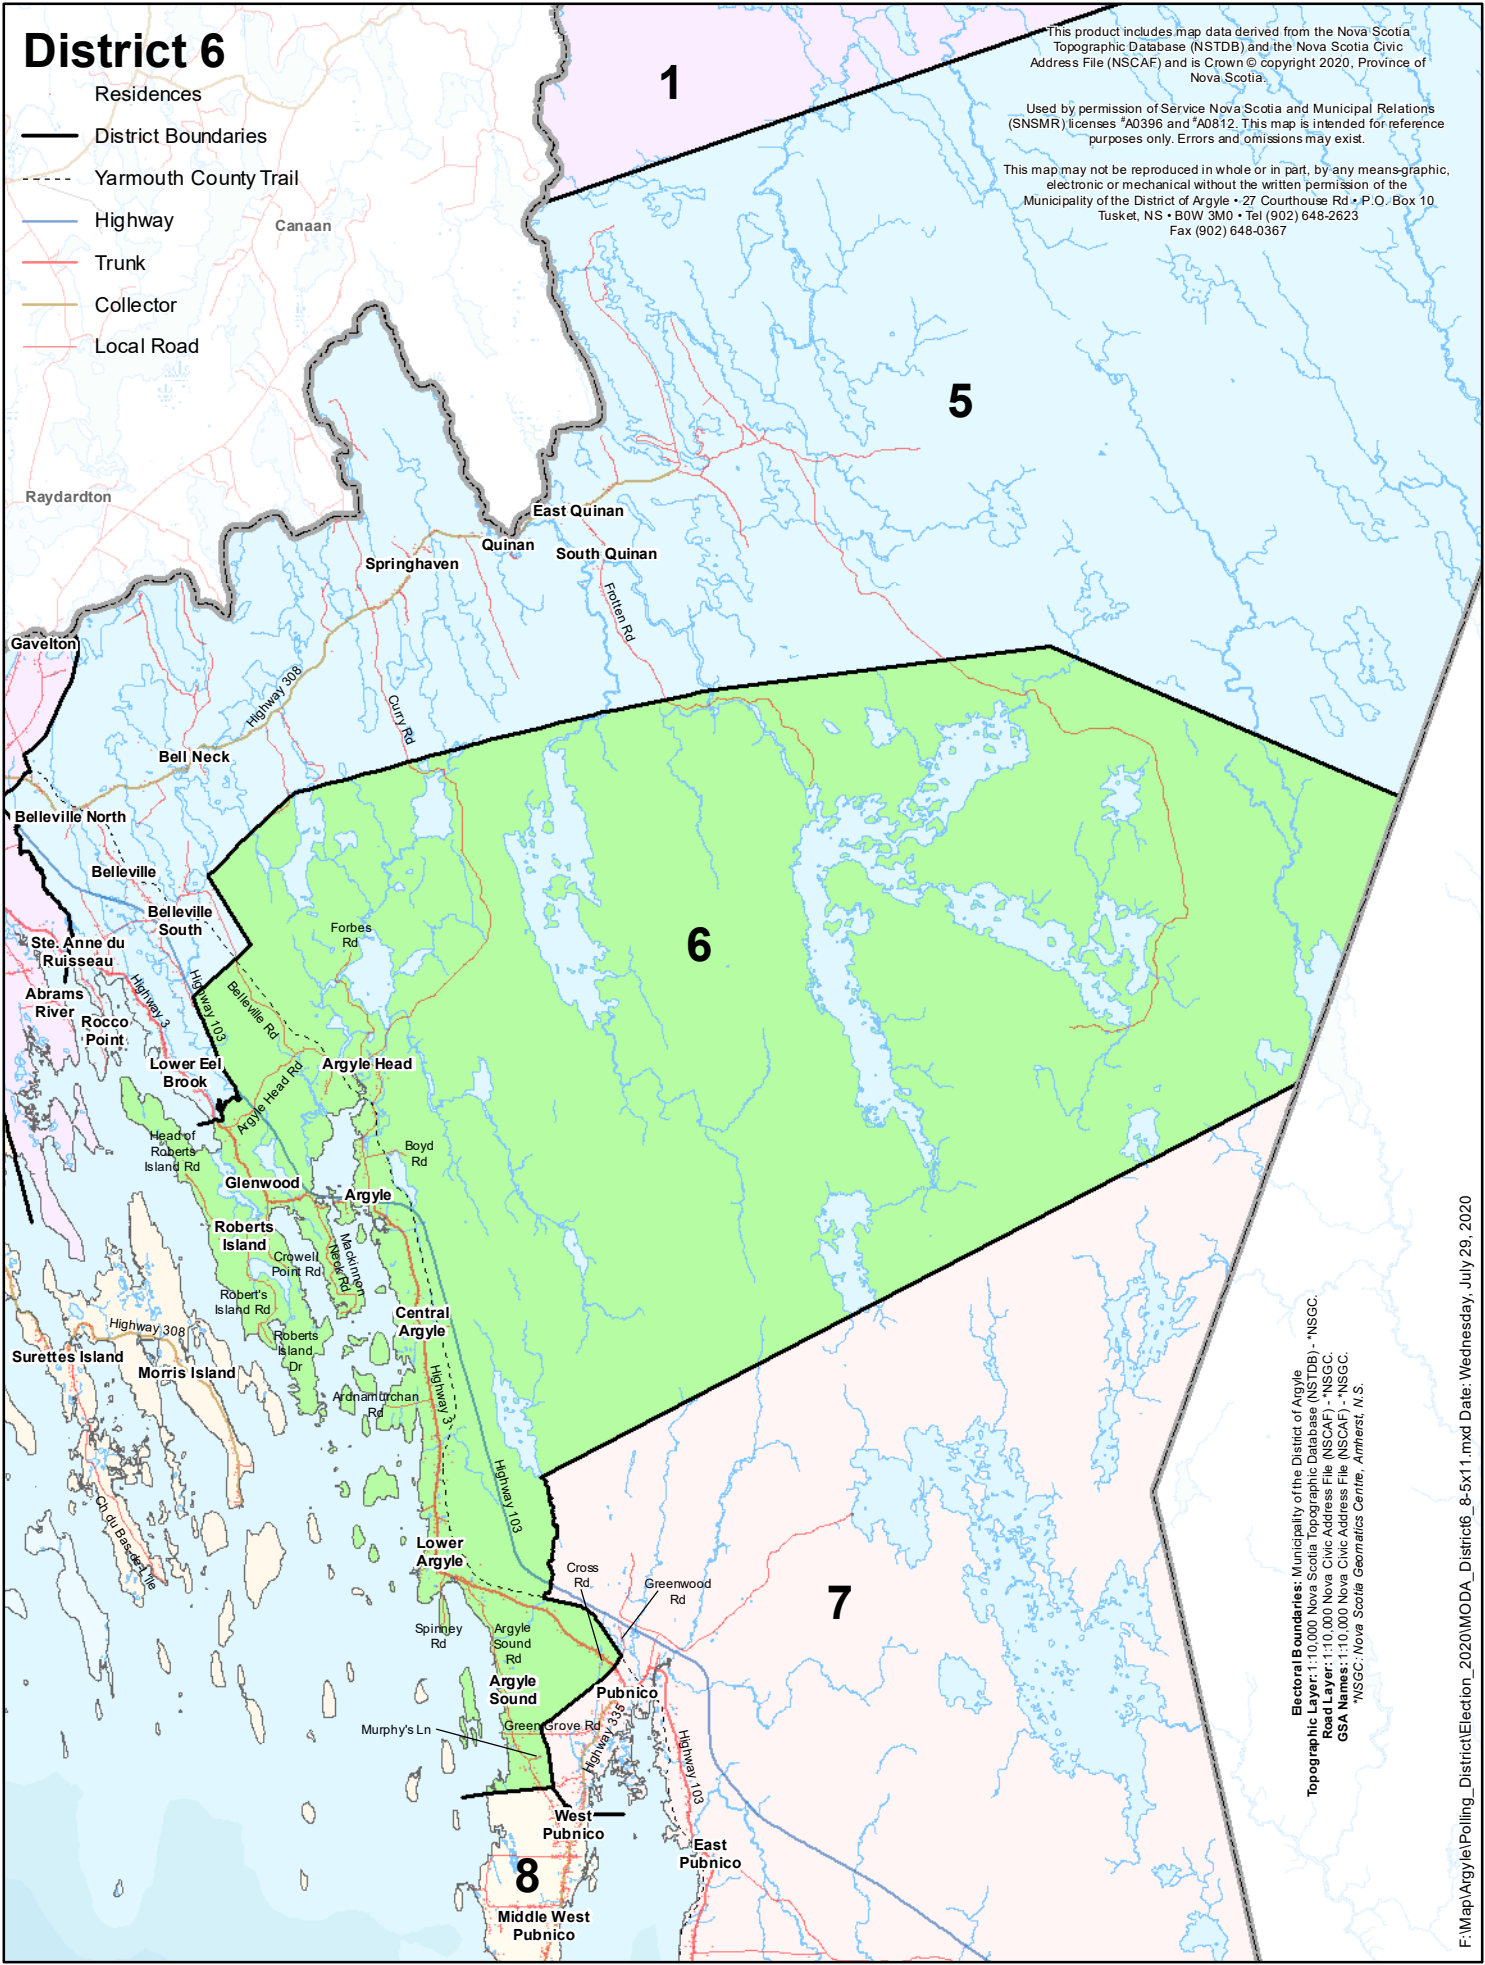 District 6
Residences
District Boundaries
Yarmouth County Trail
Highway
Trunk
Collector
Local Road
This product includes map data derived from the Nova Scotia
Topographic Database (NSTDB) and the Nova Scotia Civic
Address File (NSCAF) and is Crown © copyright 2020, Province of
Nova Scotia.
Used by permission of Service Nova Scotia and Municipal Relations
(SNSMR) licenses #A0396 and #A0812. This map is intended for reference
purposes only. Errors and omissions may exist.
This map may not be reproduced in whole or in part, by any means-graphic,
electronic or mechanical without the written permission of the
Municipality of the District of Argyle • 27 Courthouse Rd • P.O. Box 10
Tusket, NS • B0W 3M0 • Tel (902) 648-2623
Fax (902) 648-0367
1
Canaan
5
Raydardton
East Quinan
Quinan
South Quinan
Springhaven
Frotten Rd
Gavelton
Highway 308
Curry Rd
Bell Neck
Belleville North
Belleville
Belleville
South
Forbes
Rd
6
Ste. Anne du
Ruisseau
Highway 3
Highway 103
Belleville Rd
Abrams
River
Rocco
Point
Lower Eel
Brook
Argyle Head
Argyle Head Rd
Head of
Roberts
Island Rd
Boyd
Rd
Glenwood
Argyle
Roberts
Island
Crowell
Point Rd
Mackinnon
Neck Rd
Robert's
Island Rd
Central
Argyle
Highway 308
Roberts
Island
Dr
Surettes Island
Morris Island
Ardnamurchan
Rd
Highway 3
Highway 103
Ch du Bas-de-L'Ile
Lower
Argyle
Cross
Rd
Greenwood
Rd
7
Spinney
Rd
Argyle
Sound
Rd
Argyle
Sound
Pubnico
Murphy's Ln
Green Grove Rd
Highway 335
Highway 103
West
Pubnico
East
Pubnico
8
Middle West
Pubnico
Electoral Boundaries: Municipality of the District of Argyle
Topographic Layer: 1:10,000 Nova Scotia Topographic Database (NSTDB) - *NSGC.
Road Layer: 1:10,000 Nova Civic Address File (NSCAF) - *NSGC.
GSA Names: 1:10,000 Nova Civic Address File (NSCAF) - *NSGC.
*NSGC: Nova Scotia Geomatics Centre, Amherst, N.S.
F:\Map\Argyle\Polling_District\Election_2020\MODA_District6_8-5x11.mxd Date: Wednesday, July 29, 2020